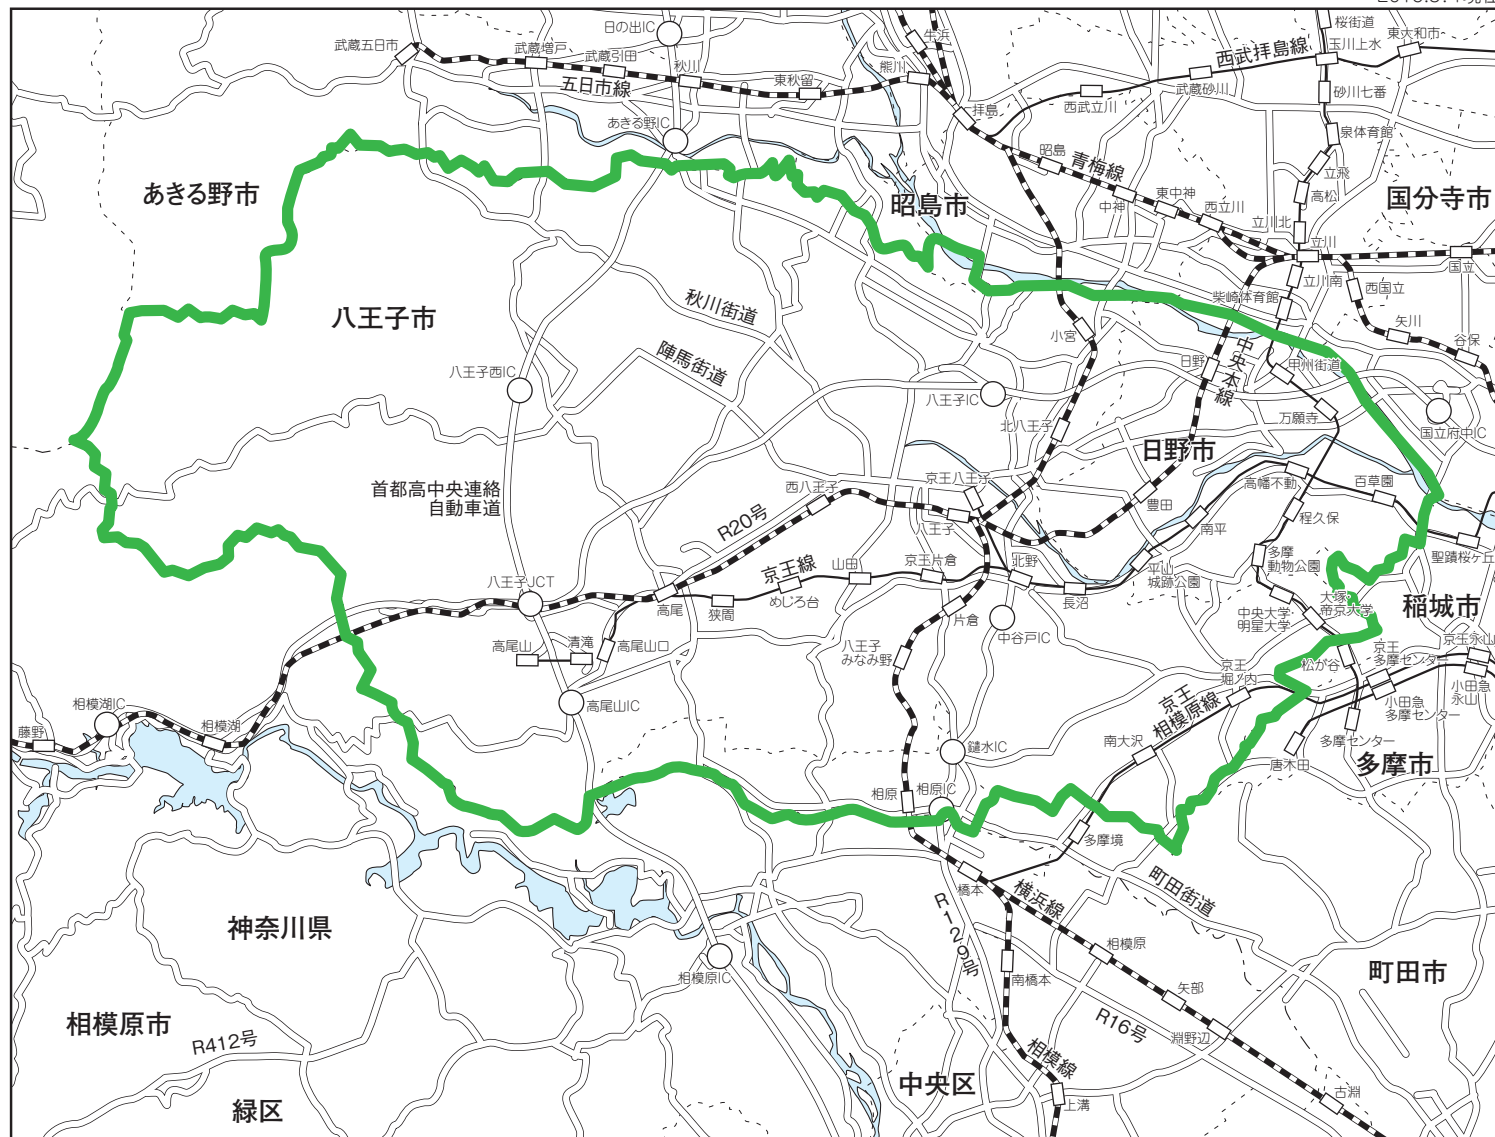 日の出IC
牛浜
桜街道
東大和市
武蔵五日市
武蔵増戸
武蔵引田
秋川
熊川
西武拝島線
玉川上水
五日市線
東秋留
武蔵砂川
砂川七番
拝島
西武立川
あきる野IC
泉体育館
昭島
青梅線
立飛
あきる野市
昭島市
中神
東中神
西立川
高松
国分寺市
立川北
立川
国立
立川南
西国立
柴崎体育館
矢川
谷保
八王子市
秋川街道
小宮
陣馬街道
日野
中央本線
甲州街道
八王子西IC
八王子IC
万願寺
国立府中IC
北八王子
日野市
首都高中央連絡
自動車道
西八王子
京王八王子
高幡不動
百草園
R20号
八王子
豊田
南平
程久保
聖蹟桜ヶ丘
京王線
山田
京王片倉
北野
平山
城跡公園
多摩
動物公園
八王子JCT
高尾
狭間
めじろ台
長沼
大塚・
帝京大学
稲城市
片倉
中央大学・
明星大学
中谷戸IC
高尾山
清滝
高尾山口
八王子
みなみ野
京王永山
京王
多摩センター
松が谷
京王
堀ノ内
小田急
永山
相模湖IC
高尾山IC
京王
相模原線
小田急
多摩センター
藤野
相模湖
南大沢
多摩センター
鑓水IC
唐木田
多摩市
相原
相原IC
多摩境
橋本
横浜線
町田街道
R129号
神奈川県
相模原
相模原IC
南橋本
町田市
矢部
相模原市
R412号
R16号
淵野辺
相模線
中央区
緑区
上溝
古淵